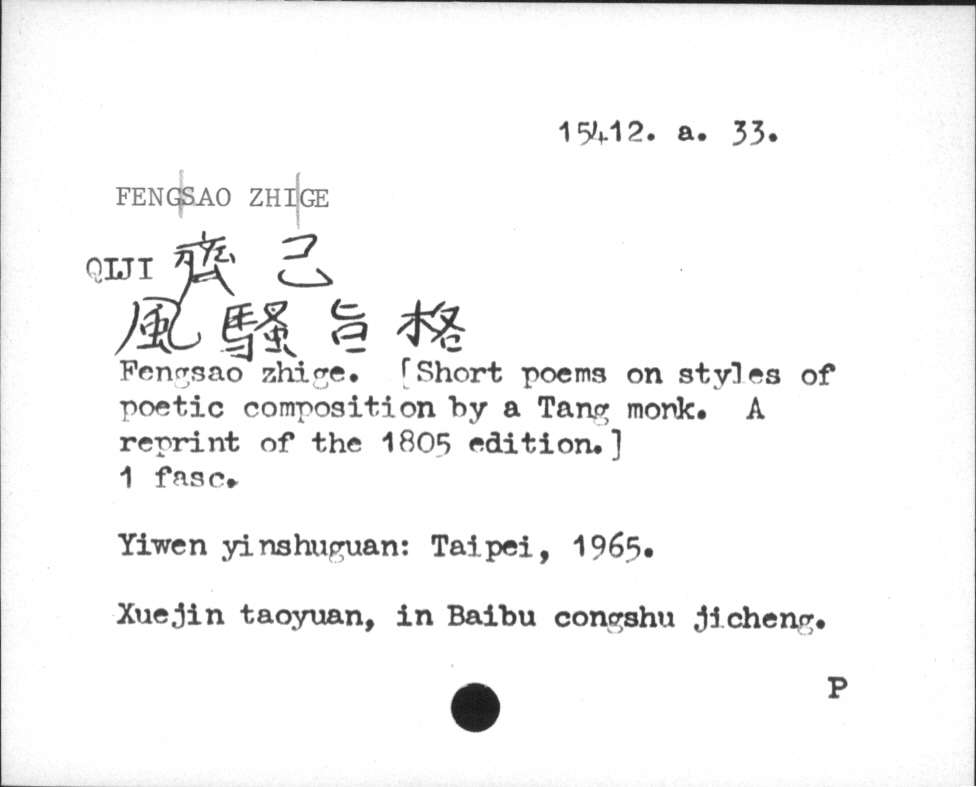 15412. a. 33.
FENGSAO ZHIGE
QIJI 齊己
風騷旨格
Fengsao zhige. [Short poems on styles of
poetic composition by a Tang monk. A
reprint of the 1805 edition.]
1 fasc.
Yiwen yinshuguan: Taipei, 1965.
Xuejin taoyuan, in Baibu congshu jicheng.
P